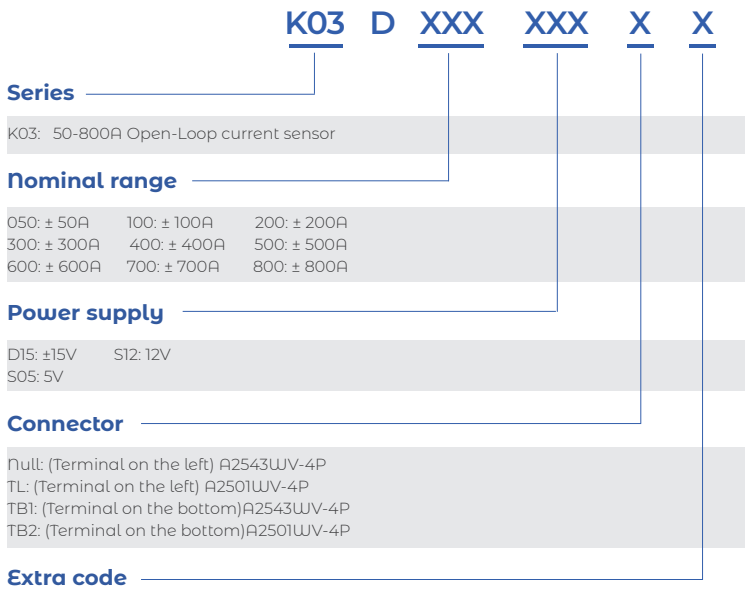 K03 D XXX XXX X X
Series
K03: 50-800A Open-Loop current sensor
Nominal range
050: ± 50A 100: ± 100A 200: ± 200A
300: ± 300A 400: ± 400A 500: ± 500A
600: ± 600A 700: ± 700A 800: ± 800A
Power supply
D15: ±15V S12: 12V
S05: 5V
Connector
Null: (Terminal on the left) A2543WV-4P
TL: (Terminal on the left) A2501WV-4P
TB1: (Terminal on the bottom)A2543WV-4P
TB2: (Terminal on the bottom)A2501WV-4P
Extra code